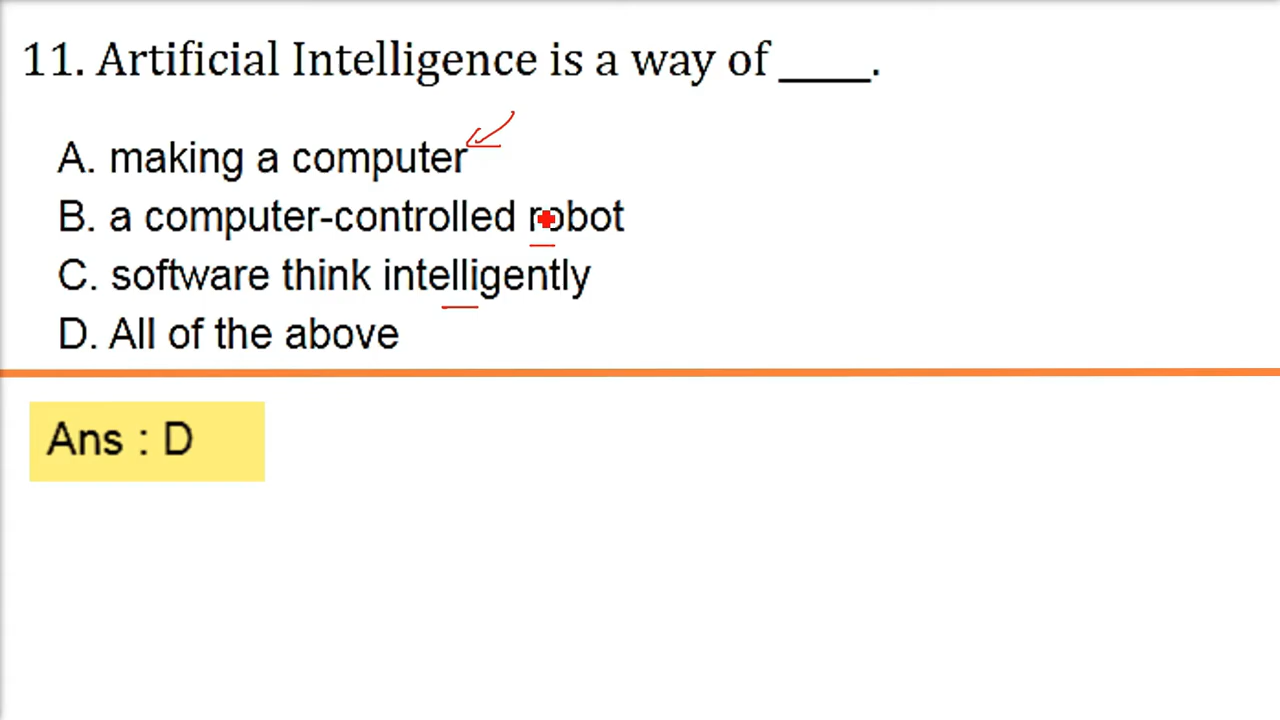 11. Artificial Intelligence is a way of ____.
A. making a computer
B. a computer-controlled robot
C. software think intelligently
D. All of the above
Ans : D